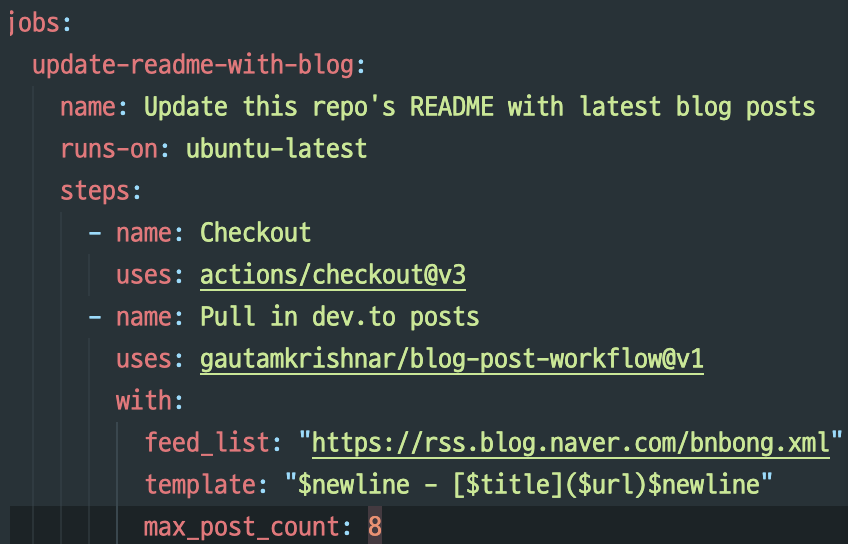 jobs:
  update-readme-with-blog:
    name: Update this repo's README with latest blog posts
    runs-on: ubuntu-latest
    steps:
      - name: Checkout
        uses: actions/checkout@v3
      - name: Pull in dev.to posts
        uses: gautamkrishnar/blog-post-workflow@v1
        with:
          feed_list: "https://rss.blog.naver.com/bnbong.xml"
          template: "$newline - [$title]($url)$newline"
          max_post_count: 8